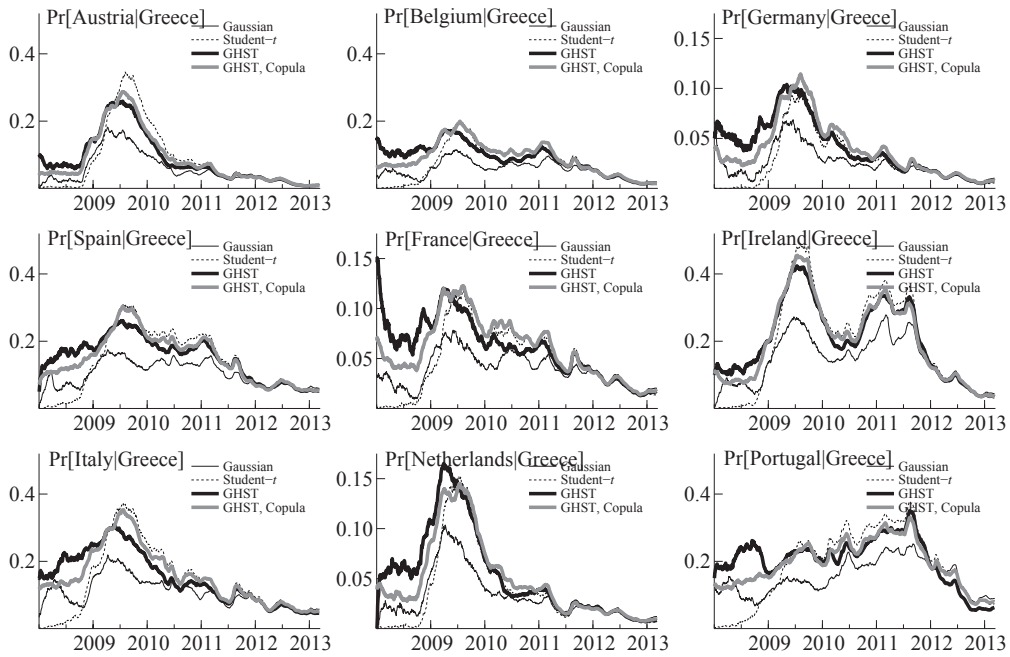 Pr[Austria|Greece]
Gaussian
Student-t
GHST
GHST, Copula
0.4
0.2
2009 2010 2011 2012 2013
Pr[Belgium|Greece]
Gaussian
Student-t
GHST
GHST, Copula
0.4
0.2
2009 2010 2011 2012 2013
Pr[Germany|Greece]
Gaussian
Student-t
GHST
GHST, Copula
0.15
0.10
0.05
2009 2010 2011 2012 2013
Pr[Spain|Greece]
Gaussian
Student-t
GHST
GHST, Copula
0.4
0.2
2009 2010 2011 2012 2013
Pr[France|Greece]
Gaussian
Student-t
GHST
GHST, Copula
0.15
0.10
0.05
2009 2010 2011 2012 2013
Pr[Ireland|Greece]
Gaussian
Student-t
GHST
GHST, Copula
0.4
0.2
2009 2010 2011 2012 2013
Pr[Italy|Greece]
Gaussian
Student-t
GHST
GHST, Copula
0.4
0.2
2009 2010 2011 2012 2013
Pr[Netherlands|Greece]
Gaussian
Student-t
GHST
GHST, Copula
0.15
0.10
0.05
2009 2010 2011 2012 2013
Pr[Portugal|Greece]
Gaussian
Student-t
GHST
GHST, Copula
0.4
0.2
2009 2010 2011 2012 2013